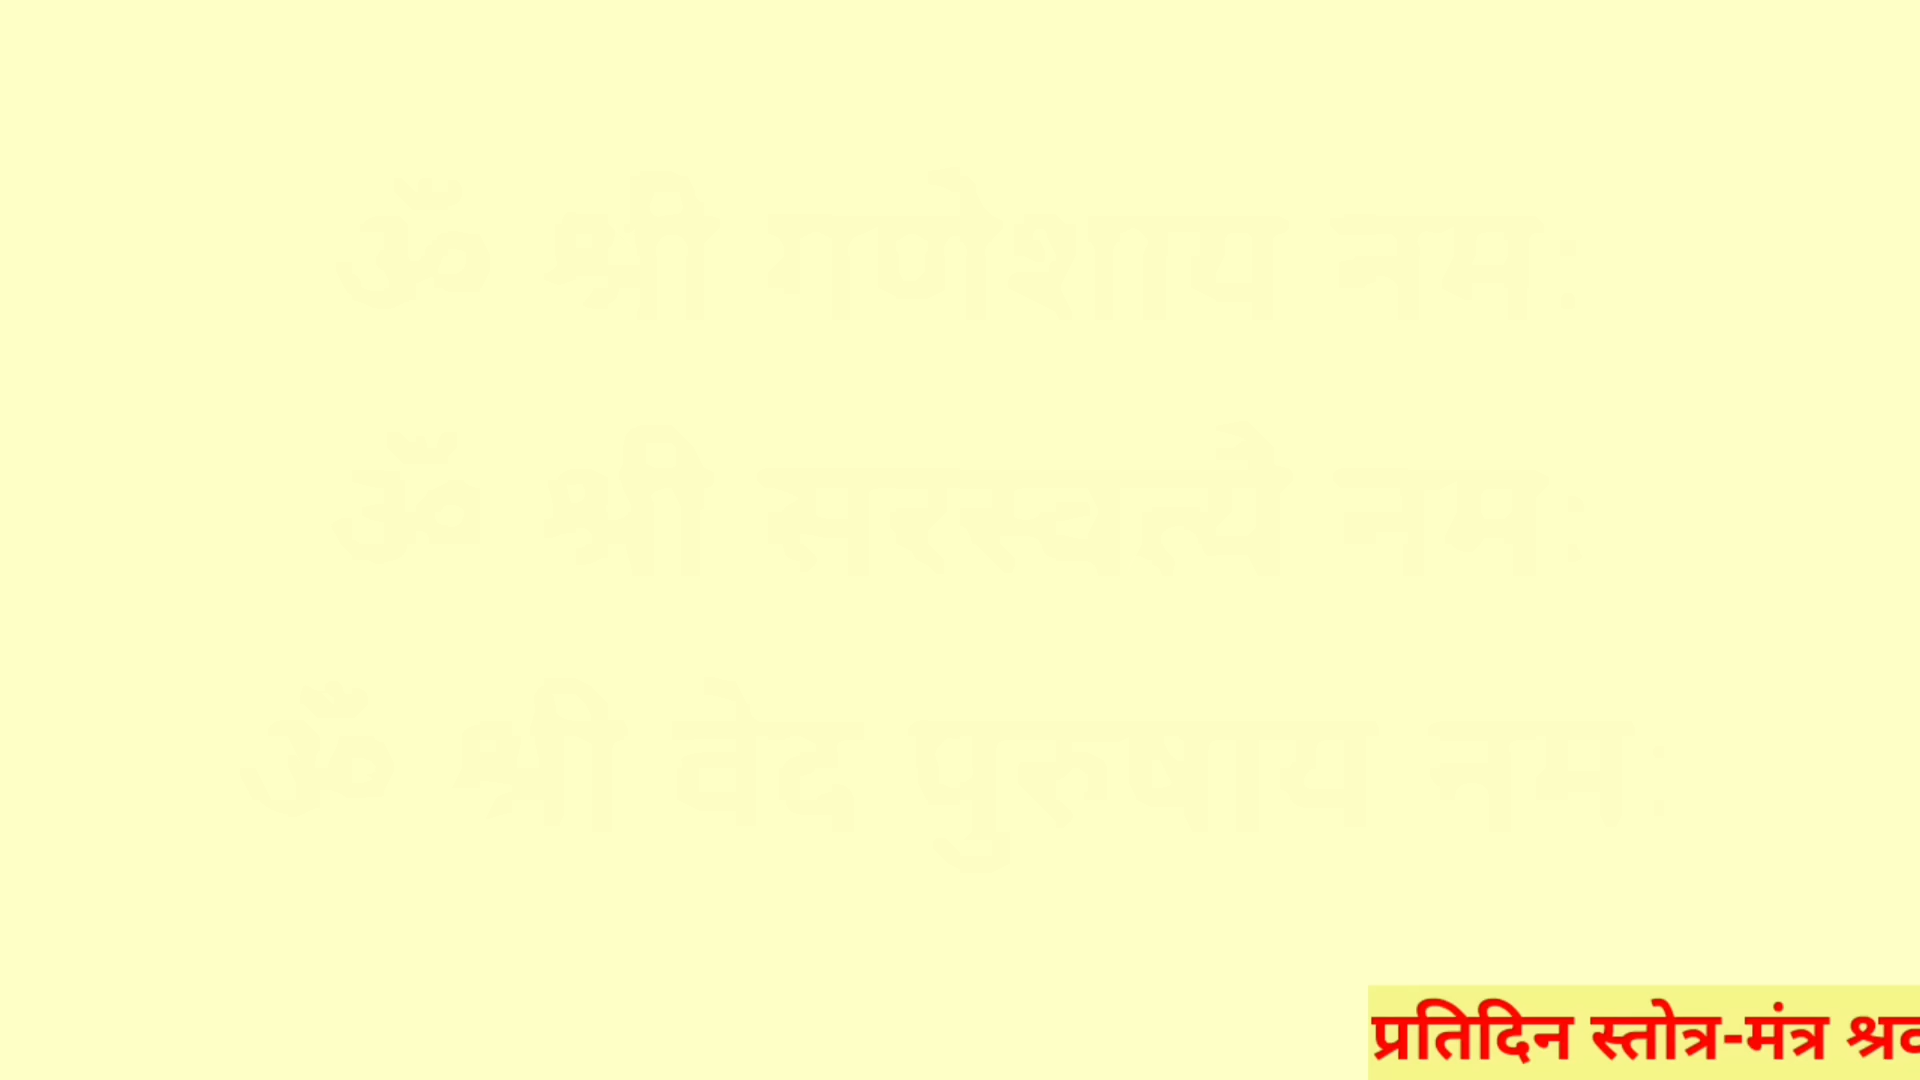 ॐ श्री गणेशाय नमः
ॐ श्री सरस्वत्यै नमः
ॐ श्री वेद पुरुषाय नमः
प्रतिदिन स्तोत्र-मंत्र